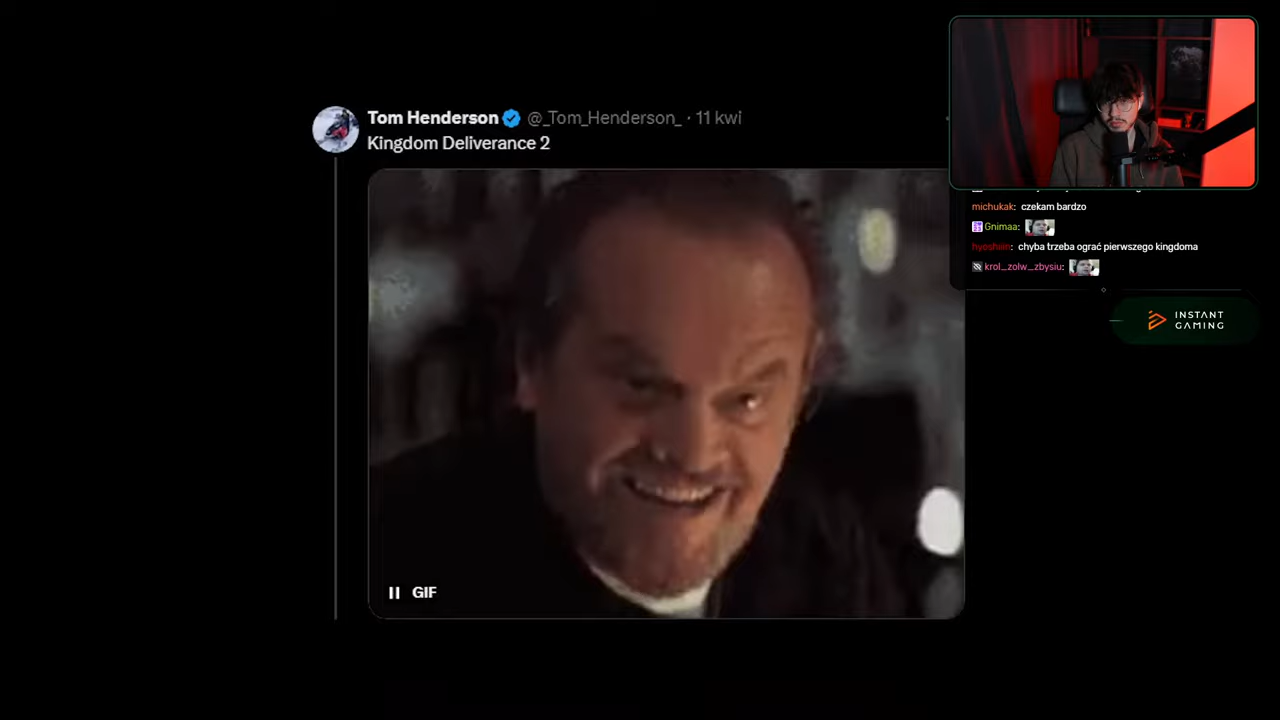 Tom Henderson @_Tom_Henderson_ · 11 kwi
Kingdom Deliverance 2
GIF
michukak: czekam bardzo
Gnimaa:
hyoshiin: chyba trzeba ograć pierwszego kingdoma
krol_zolw_zbysiu:
INSTANT
GAMING